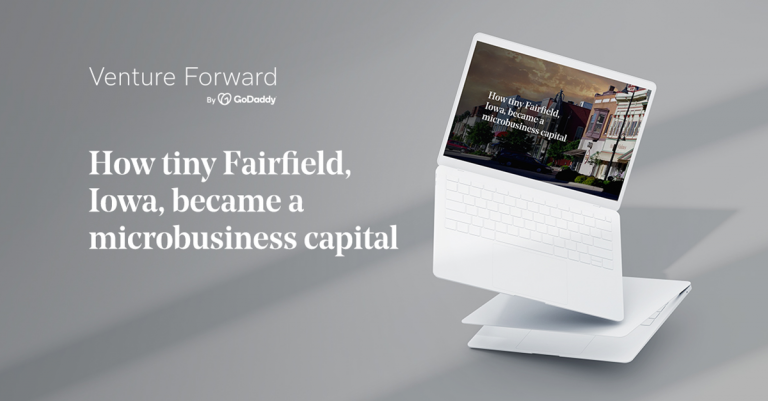 Venture Forward
By GoDaddy
How tiny Fairfield,
Iowa, became a
microbusiness capital
How tiny Fairfield,
Iowa, became a
microbusiness capital